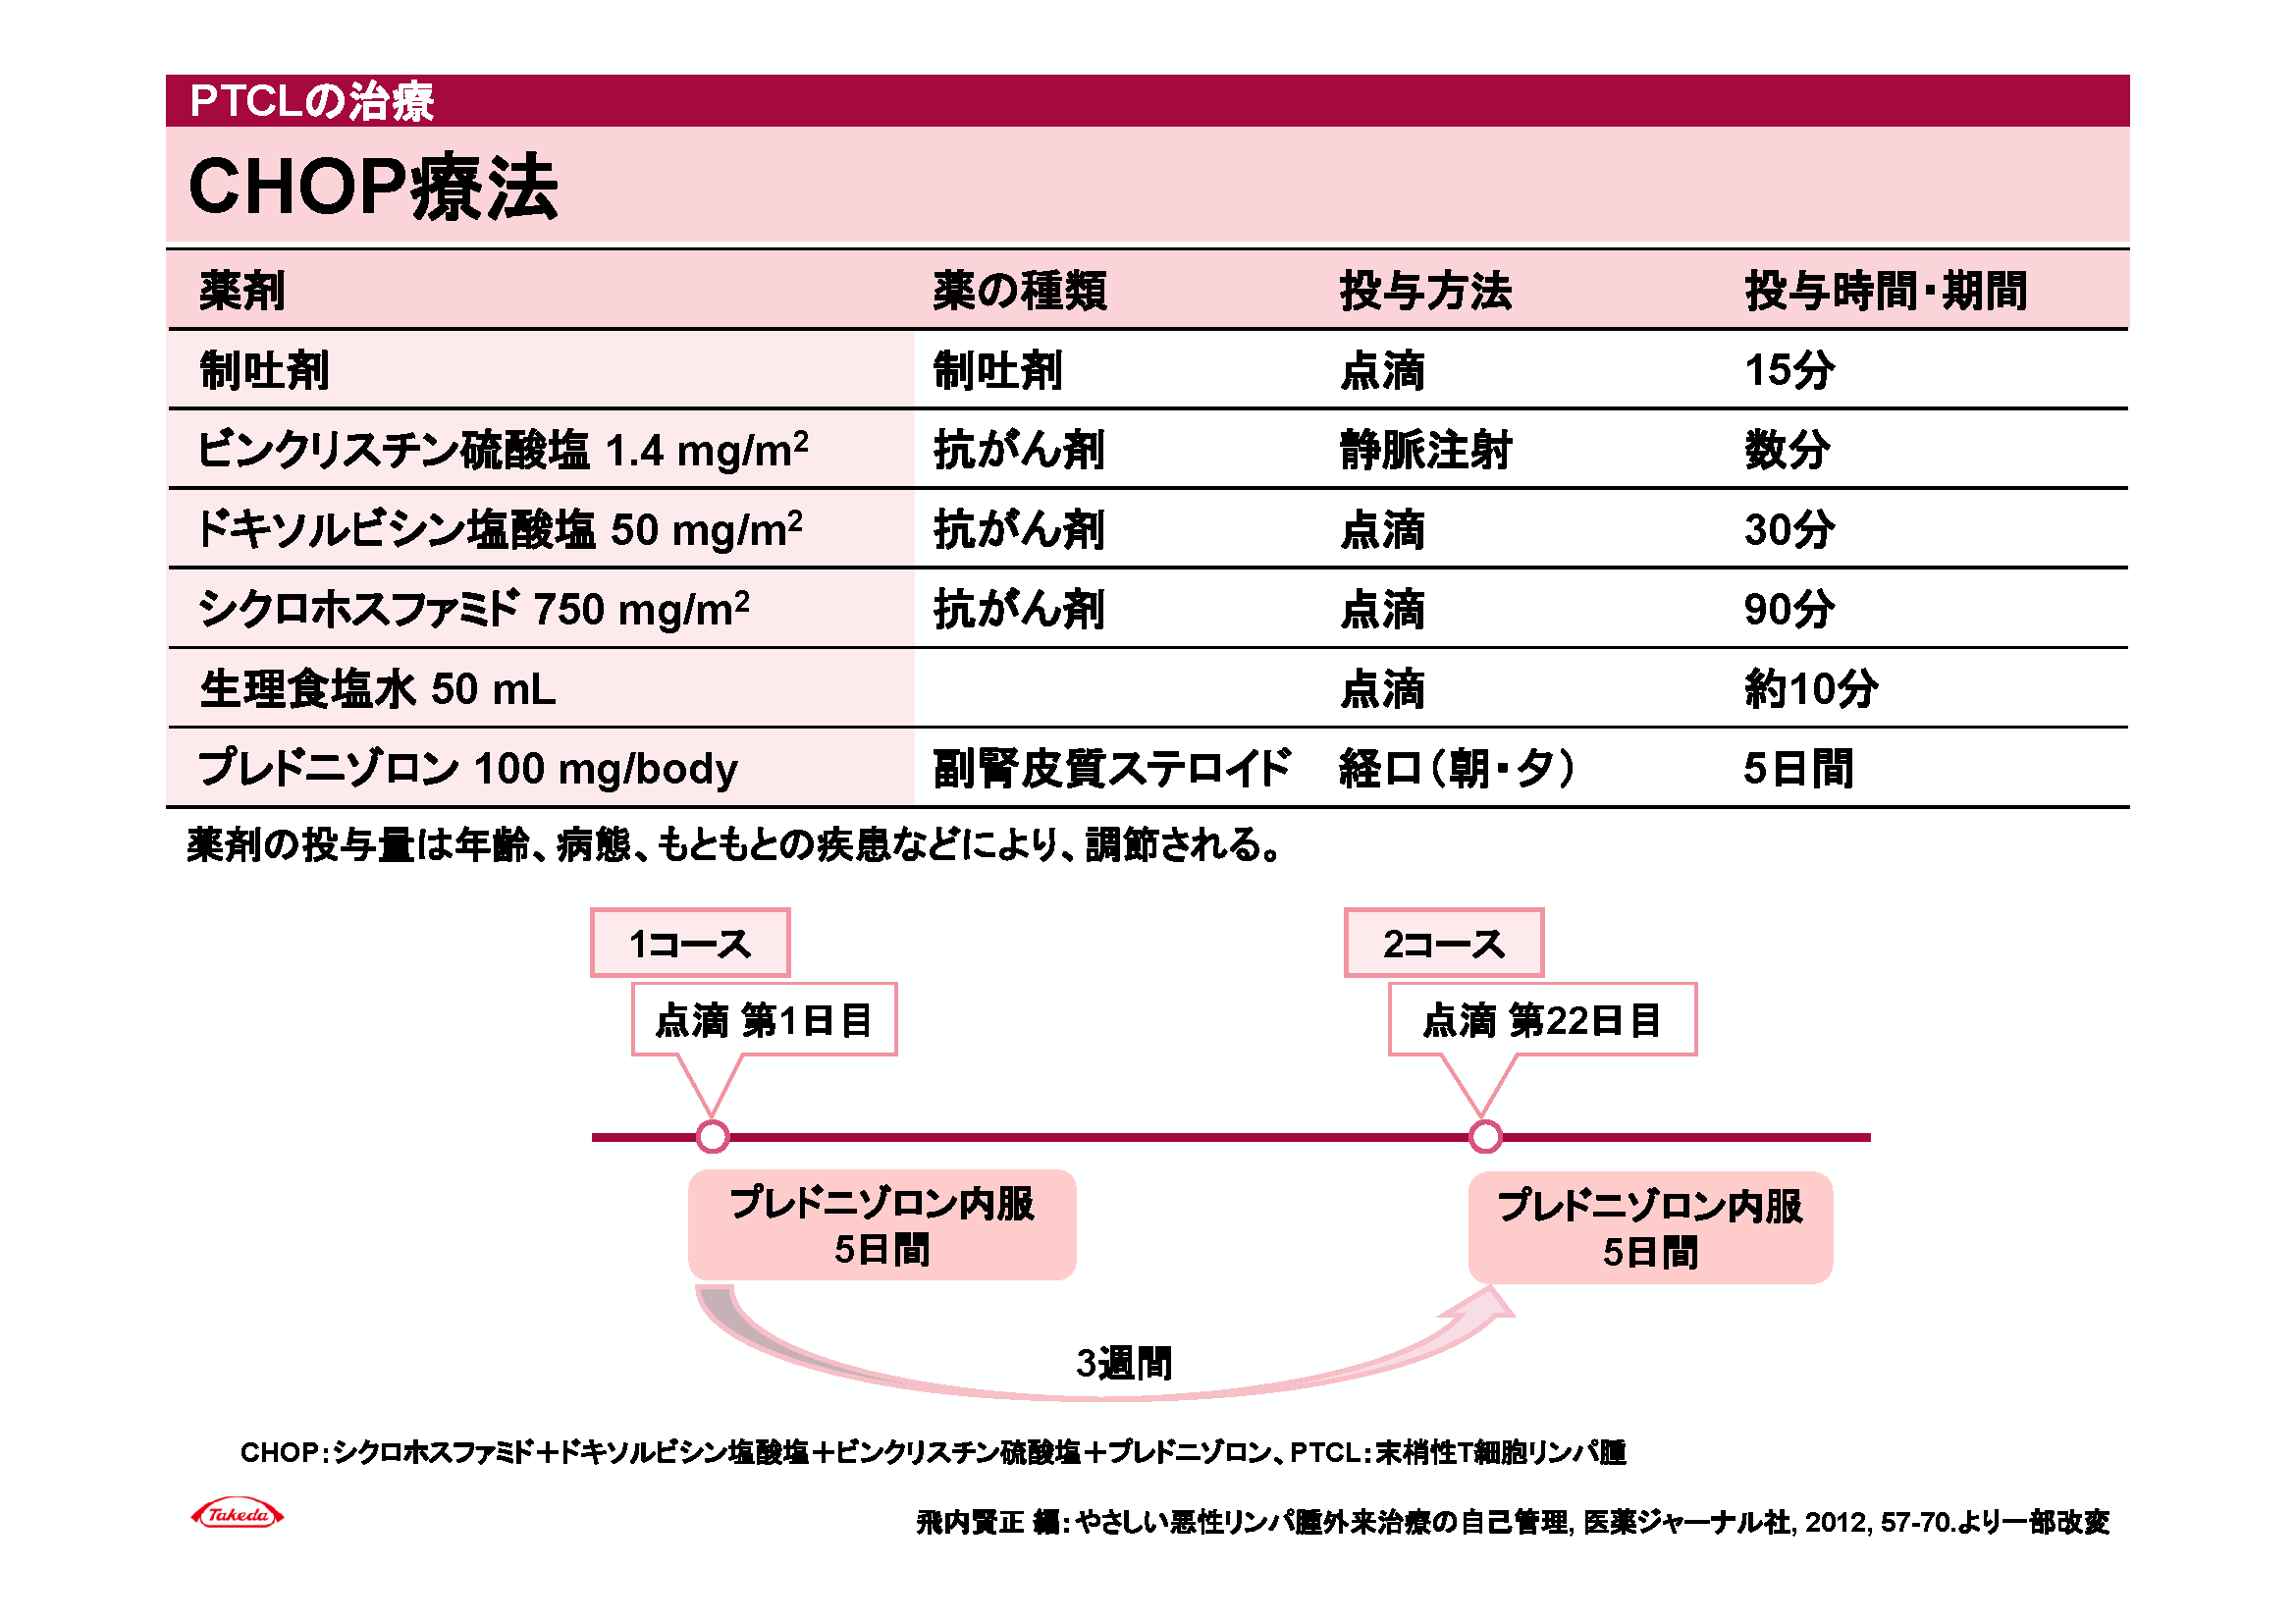 PTCLの治療
CHOP療法
薬剤 薬の種類 投与方法 投与時間・期間
制吐剤 制吐剤 点滴 15分
ビンクリスチン硫酸塩 1.4 mg/m² 抗がん剤 静脈注射 数分
ドキソルビシン塩酸塩 50 mg/m² 抗がん剤 点滴 30分
シクロホスファミド 750 mg/m² 抗がん剤 点滴 90分
生理食塩水 50 mL 点滴 約10分
プレドニゾロン 100 mg/body 副腎皮質ステロイド 経口（朝・夕） 5日間
薬剤の投与量は年齢、病態、もともとの疾患などにより、調節される。
1コース 2コース
点滴 第1日目 点滴 第22日目
プレドニゾロン内服 プレドニゾロン内服
5日間 5日間
3週間
CHOP：シクロホスファミド＋ドキソルビシン塩酸塩＋ビンクリスチン硫酸塩＋プレドニゾロン、PTCL：末梢性T細胞リンパ腫
Takeda
飛内賢正 編：やさしい悪性リンパ腫外来治療の自己管理, 医薬ジャーナル社, 2012, 57-70.より一部改変